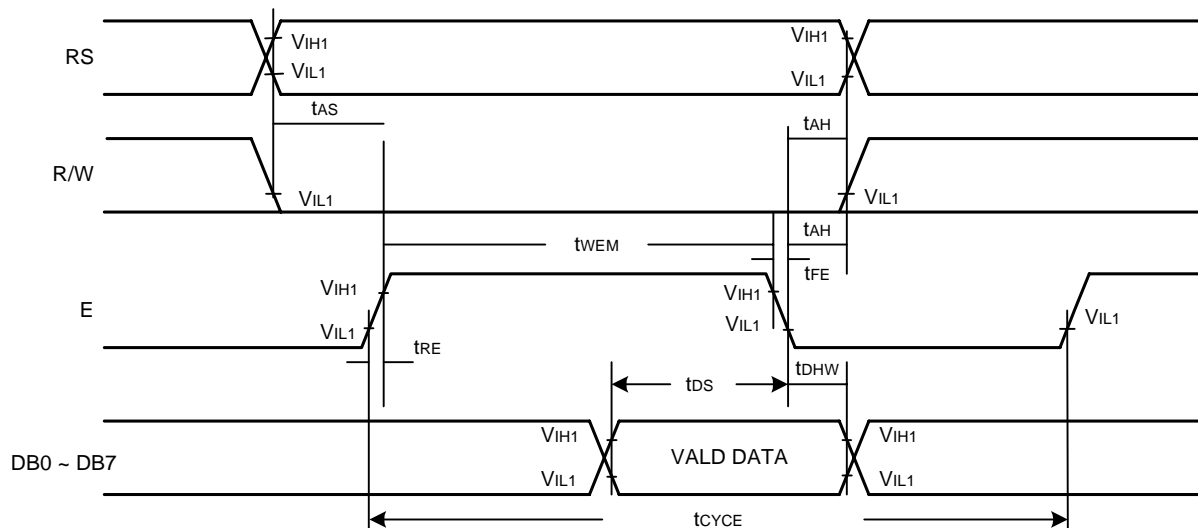 RS
VIH1
VIL1
VIH1
VIL1
tAS
tAH
R/W
VIL1
VIL1
tWEM
tAH
tFE
E
VIH1
VIL1
VIH1
VIL1
VIL1
tRE
tDS
tDHW
DB0 ~ DB7
VIH1
VIL1
VALD DATA
VIH1
VIL1
tCYCE